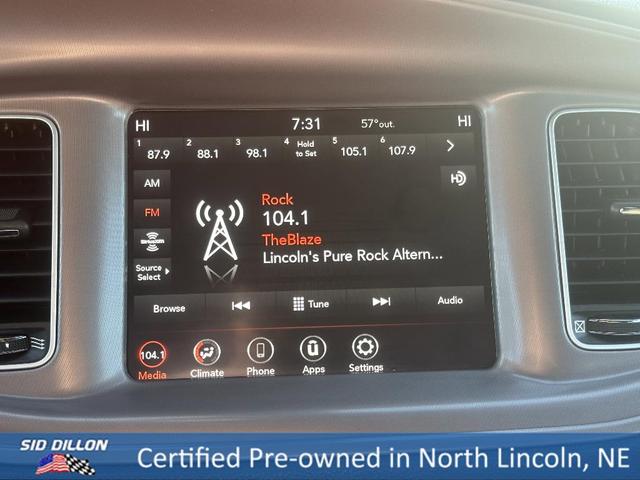 HI 7:31 57°out. HI
1 87.9 2 88.1 3 98.1 4 Hold to Set 5 105.1 6 107.9
AM
HD
FM
Rock
104.1
SiriusXM
TheBlaze
Lincoln's Pure Rock Altern...
Source
Select
Browse Tune Audio
104.1
Media Climate Phone Apps Settings
SID DILLON
Certified Pre-owned in North Lincoln, NE